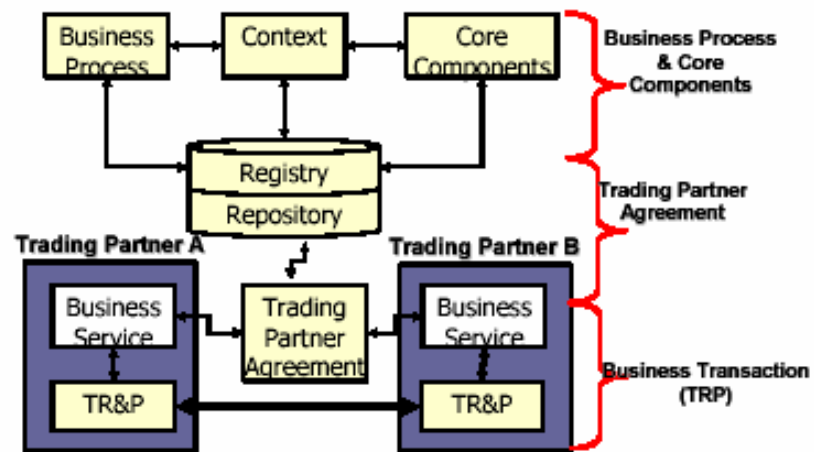 Business
Process
Context
Core
Components
Business Process
& Core
Components
Registry
Repository
Trading Partner
Agreement
Trading Partner A
Trading Partner B
Business
Service
Trading
Partner
Agreement
Business
Service
TR&P
TR&P
Business Transaction
(TRP)